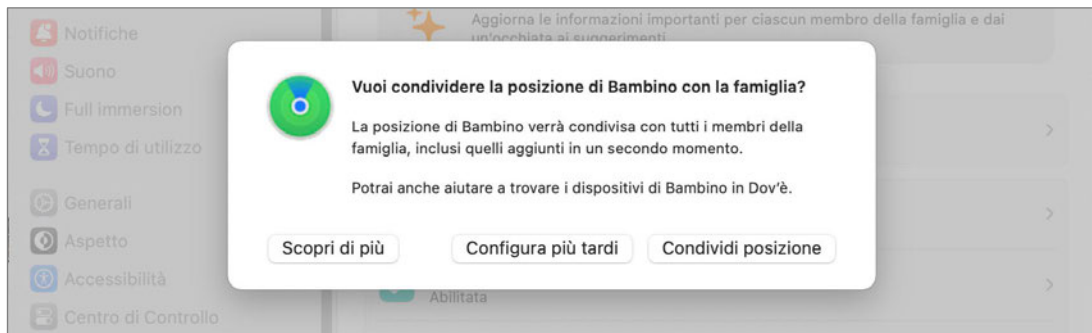 Notifiche
Suono
Full immersion
Tempo di utilizzo
Generali
Aspetto
Accessibilità
Centro di Controllo
Aggiorna le informazioni importanti per ciascun membro della famiglia e dai
un'occhiata ai suggerimenti.
Vuoi condividere la posizione di Bambino con la famiglia?
La posizione di Bambino verrà condivisa con tutti i membri della
famiglia, inclusi quelli aggiunti in un secondo momento.
Potrai anche aiutare a trovare i dispositivi di Bambino in Dov'è.
Scopri di più
Configura più tardi
Condividi posizione
Abilitata